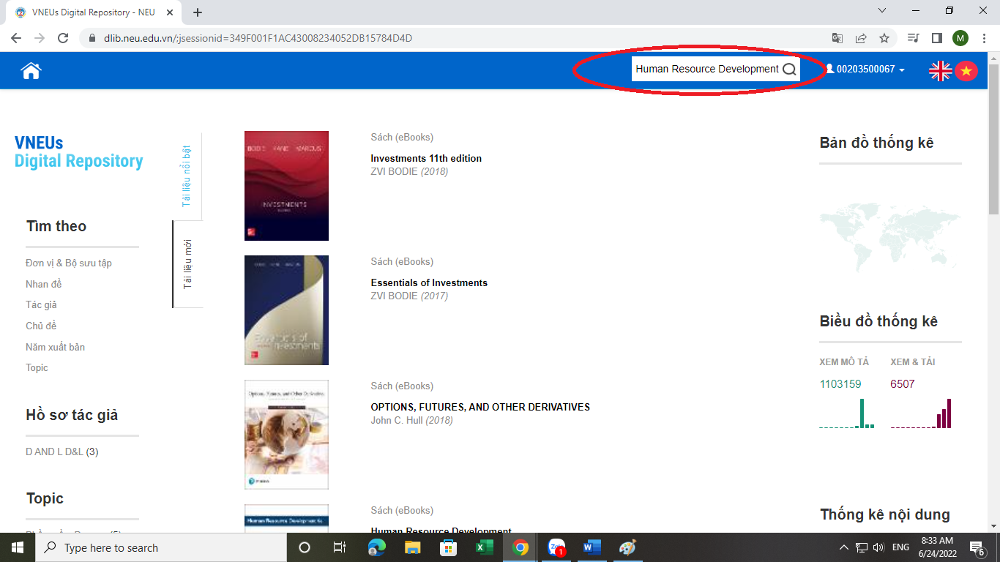 VNEUs Digital Repository - NEU
dlib.neu.edu.vn/;jsessionid=349F001F1AC43008234052DB15784D4D
M
Human Resource Development
00203500067
VNEUs
Digital Repository
Tìm theo
Đơn vị & Bộ sưu tập
Nhan đề
Tác giả
Chủ đề
Năm xuất bản
Topic
Hồ sơ tác giả
D AND L D&L (3)
Topic
Tài liệu nổi bật
Tài liệu mới
BODIE KANE MARCUS
INVESTMENTS
Sách (eBooks)
Investments 11th edition
ZVI BODIE (2018)
Essentials of
Investments
Sách (eBooks)
Essentials of Investments
ZVI BODIE (2017)
Options, Futures, and Other Derivatives
Sách (eBooks)
OPTIONS, FUTURES, AND OTHER DERIVATIVES
John C. Hull (2018)
Human Resource Development 6e
Sách (eBooks)
Human Resource Development
Bản đồ thống kê
Biểu đồ thống kê
XEM MÔ TẢ XEM & TẢI
1103159 6507
Thống kê nội dung
Type here to search
Zalo
1
ENG
8:33 AM
6/24/2022
6